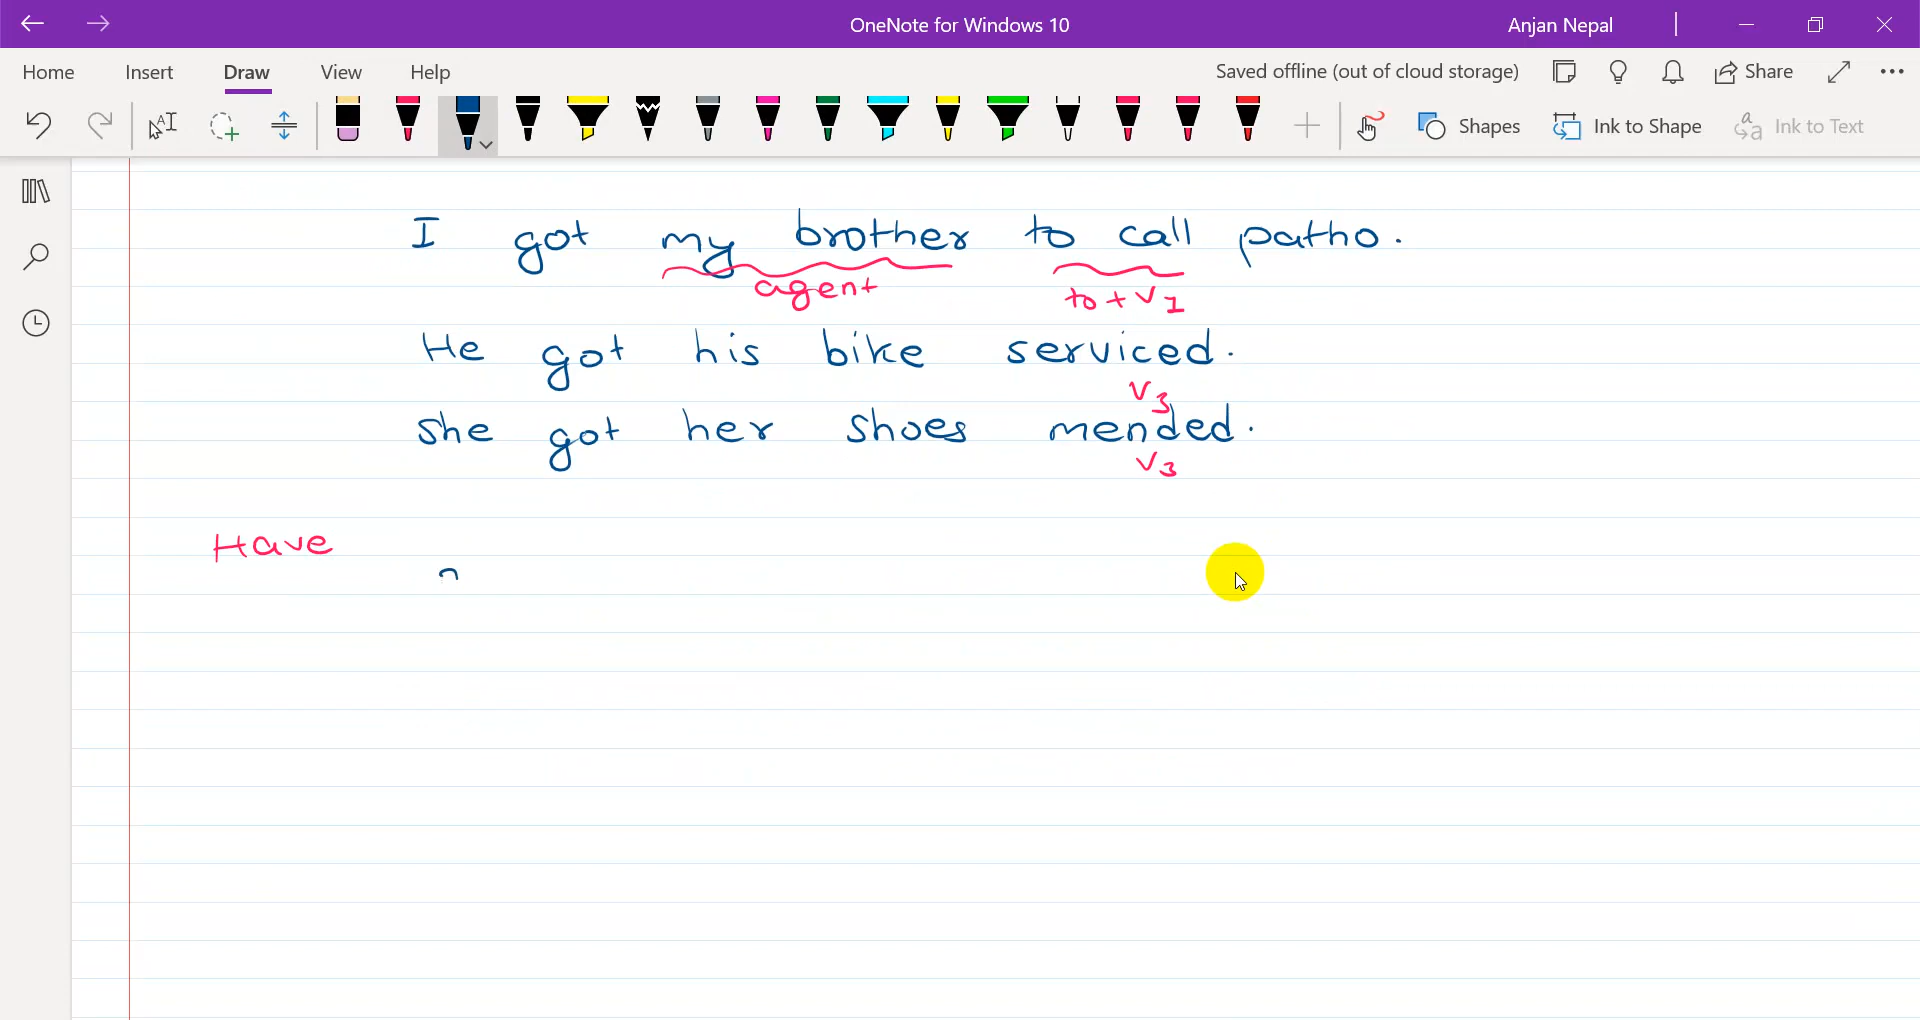 OneNote for Windows 10
Anjan Nepal
Home Insert Draw View Help
Saved offline (out of cloud storage)
Share
Shapes
Ink to Shape
Ink to Text
I got my brother to call patho.
agent
to + V1
He got his bike serviced.
V3
she got her shoes mended.
V3
Have